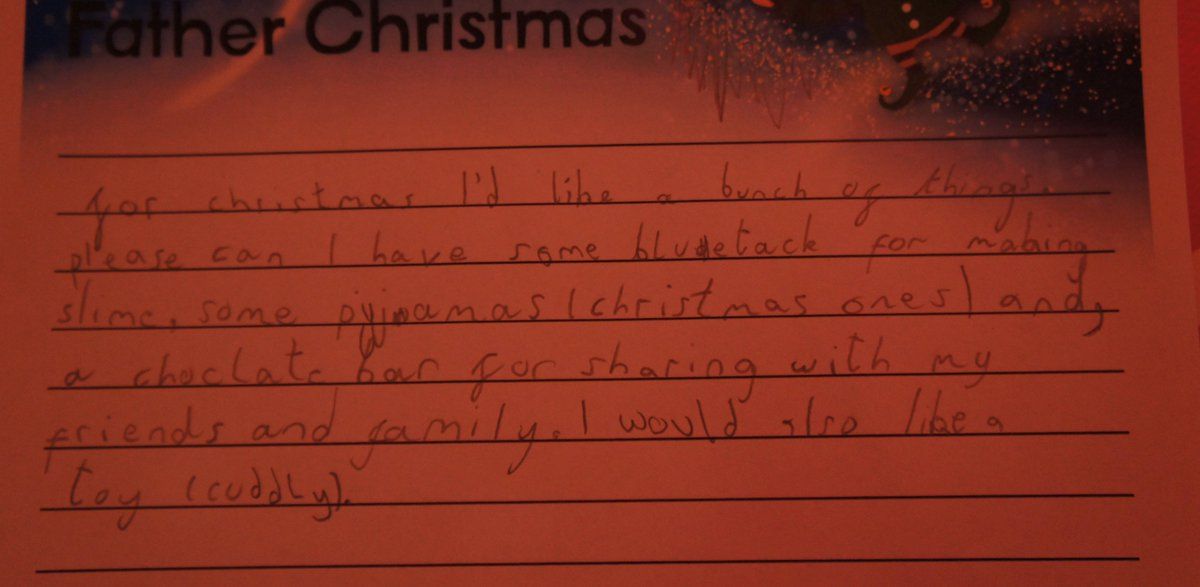 Father Christmas
for christmas I'd like a bunch of things.
please can I have some bluetack for making
slime, some pyjamas (christmas ones) and,
a choclate bar for sharing with my
friends and family. I would also like a
toy (cuddly).